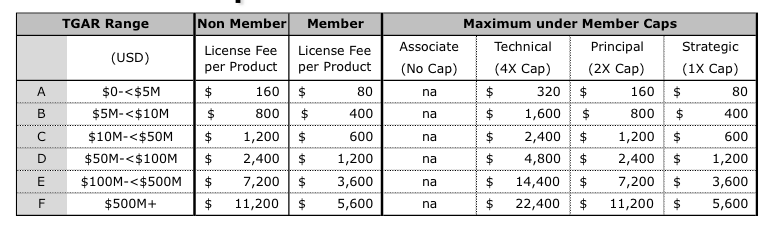 TGAR Range Non Member Member Maximum under Member Caps
(USD) License Fee per Product License Fee per Product Associate (No Cap) Technical (4X Cap) Principal (2X Cap) Strategic (1X Cap)
A $0-<$5M $ 160 $ 80 na $ 320 $ 160 $ 80
B $5M-<$10M $ 800 $ 400 na $ 1,600 $ 800 $ 400
C $10M-<$50M $ 1,200 $ 600 na $ 2,400 $ 1,200 $ 600
D $50M-<$100M $ 2,400 $ 1,200 na $ 4,800 $ 2,400 $ 1,200
E $100M-<$500M $ 7,200 $ 3,600 na $ 14,400 $ 7,200 $ 3,600
F $500M+ $ 11,200 $ 5,600 na $ 22,400 $ 11,200 $ 5,600